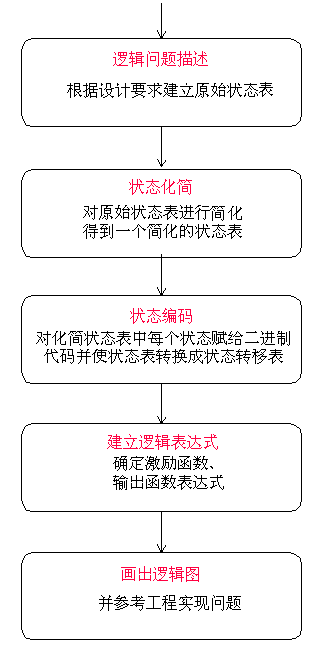 逻辑问题描述
根据设计要求建立原始状态表
状态化简
对原始状态表进行简化
得到一个简化的状态表
状态编码
对化简状态表中每个状态赋给二进制
代码并使状态表转换成状态转移表
建立逻辑表达式
确定激励函数、
输出函数表达式
画出逻辑图
并参考工程实现问题